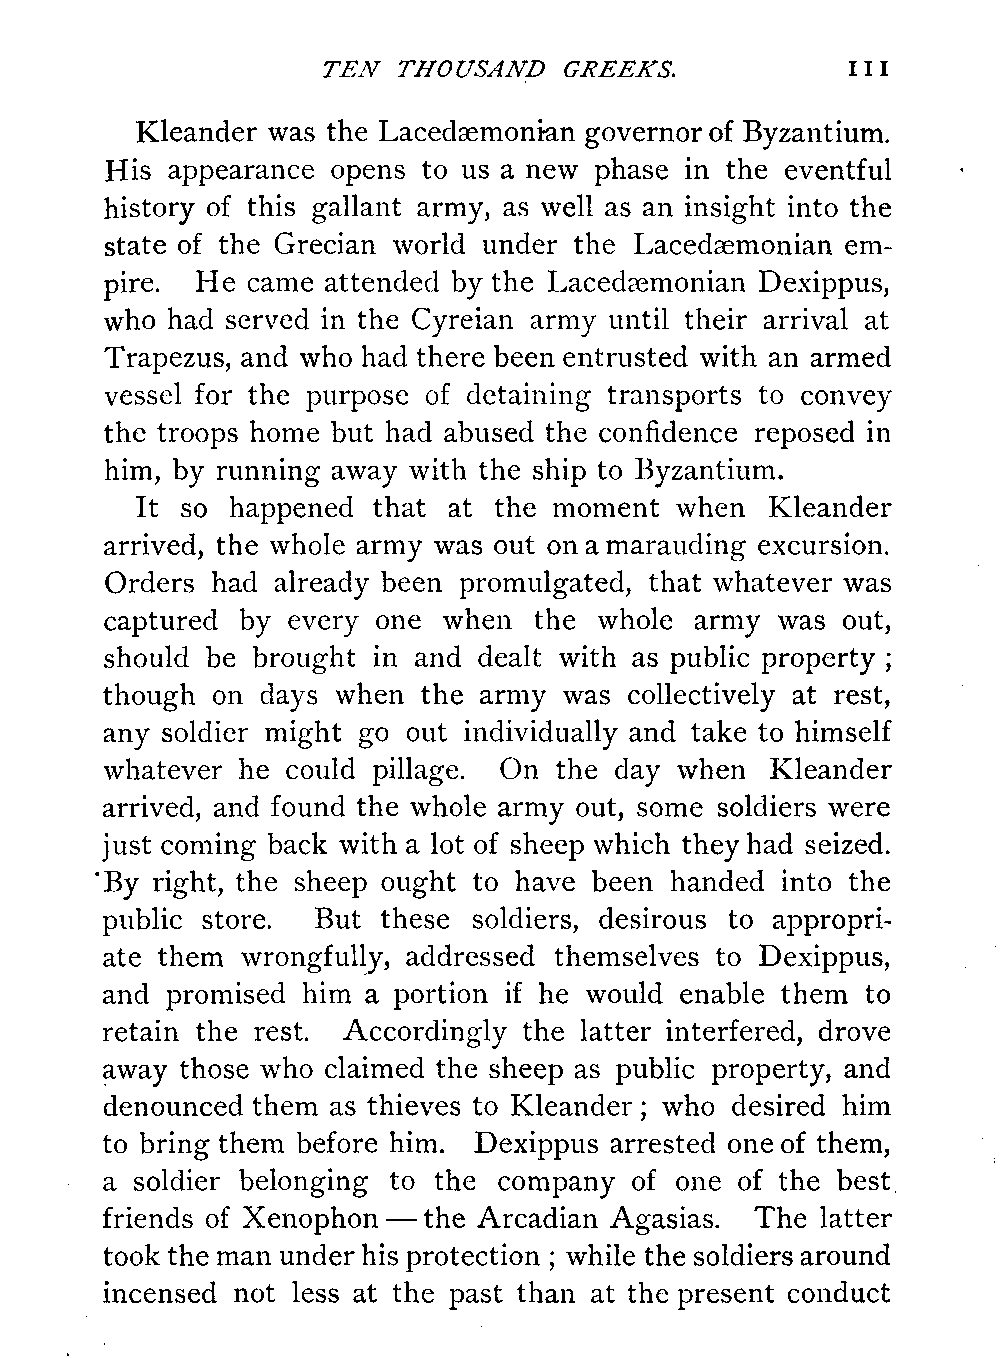 TEN THOUSAND GREEKS. 111
Kleander was the Lacedæmonian governor of Byzantium.
His appearance opens to us a new phase in the eventful
history of this gallant army, as well as an insight into the
state of the Grecian world under the Lacedæmonian em-
pire. He came attended by the Lacedæmonian Dexippus,
who had served in the Cyreian army until their arrival at
Trapezus, and who had there been entrusted with an armed
vessel for the purpose of detaining transports to convey
the troops home but had abused the confidence reposed in
him, by running away with the ship to Byzantium.
It so happened that at the moment when Kleander
arrived, the whole army was out on a marauding excursion.
Orders had already been promulgated, that whatever was
captured by every one when the whole army was out,
should be brought in and dealt with as public property ;
though on days when the army was collectively at rest,
any soldier might go out individually and take to himself
whatever he could pillage. On the day when Kleander
arrived, and found the whole army out, some soldiers were
just coming back with a lot of sheep which they had seized.
By right, the sheep ought to have been handed into the
public store. But these soldiers, desirous to appropri-
ate them wrongfully, addressed themselves to Dexippus,
and promised him a portion if he would enable them to
retain the rest. Accordingly the latter interfered, drove
away those who claimed the sheep as public property, and
denounced them as thieves to Kleander ; who desired him
to bring them before him. Dexippus arrested one of them,
a soldier belonging to the company of one of the best
friends of Xenophon — the Arcadian Agasias. The latter
took the man under his protection ; while the soldiers around
incensed not less at the past than at the present conduct